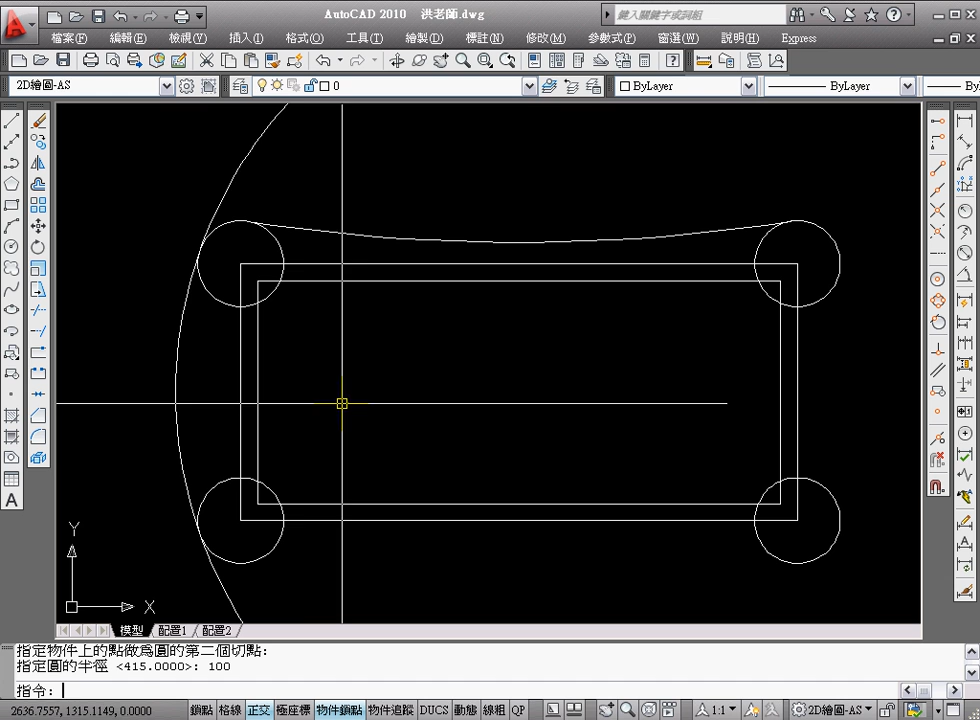 AutoCAD 2010 洪老師.dwg
鍵入關鍵字或詞組
檔案(F) 編輯(E) 檢視(V) 插入(I) 格式(O) 工具(T) 繪製(D) 標註(N) 修改(M) 參數式(P) 窗選(W) 說明(H) Express
2D繪圖-AS 0 ByLayer ByLayer By
A
Y
X
模型 配置1 配置2
指定物件上的點做為圓的第二個切點:
指定圓的半徑 <415.0000>: 100
指令:
2636.7557, 1315.1149, 0.0000 鎖點 格線 正交 極座標 物件鎖點 物件追蹤 DUCS 動態 線粗 QP 模型 1:1 2D繪圖-AS